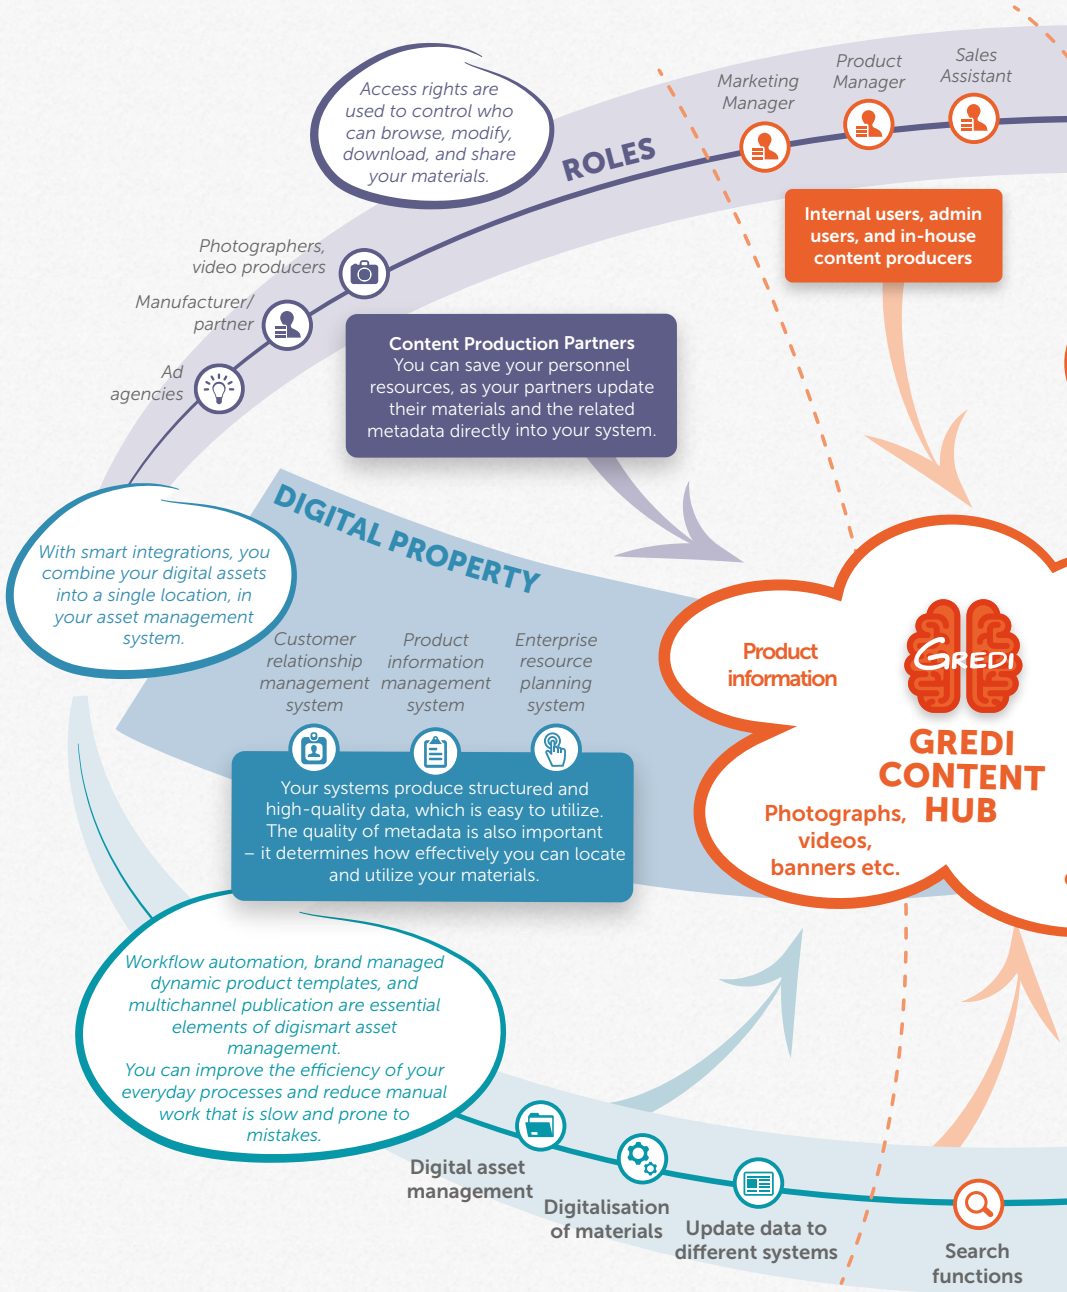 Access rights are
used to control who
can browse, modify,
download, and share
your materials.
ROLES
Marketing
Manager
Product
Manager
Sales
Assistant
Internal users, admin
users, and in-house
content producers
Photographers,
video producers
Manufacturer/
partner
Ad
agencies
Content Production Partners
You can save your personnel
resources, as your partners update
their materials and the related
metadata directly into your system.
DIGITAL PROPERTY
With smart integrations, you
combine your digital assets
into a single location, in
your asset management
system.
Customer
relationship
management
system
Product
information
management
system
Enterprise
resource
planning
system
Your systems produce structured and
high-quality data, which is easy to utilize.
The quality of metadata is also important
– it determines how effectively you can locate
and utilize your materials.
Product
information
GREDI
GREDI
CONTENT
HUB
Photographs,
videos,
banners etc.
Workflow automation, brand managed
dynamic product templates, and
multichannel publication are essential
elements of digismart asset
management.
You can improve the efficiency of your
everyday processes and reduce manual
work that is slow and prone to
mistakes.
Digital asset
management
Digitalisation
of materials
Update data to
different systems
Search
functions